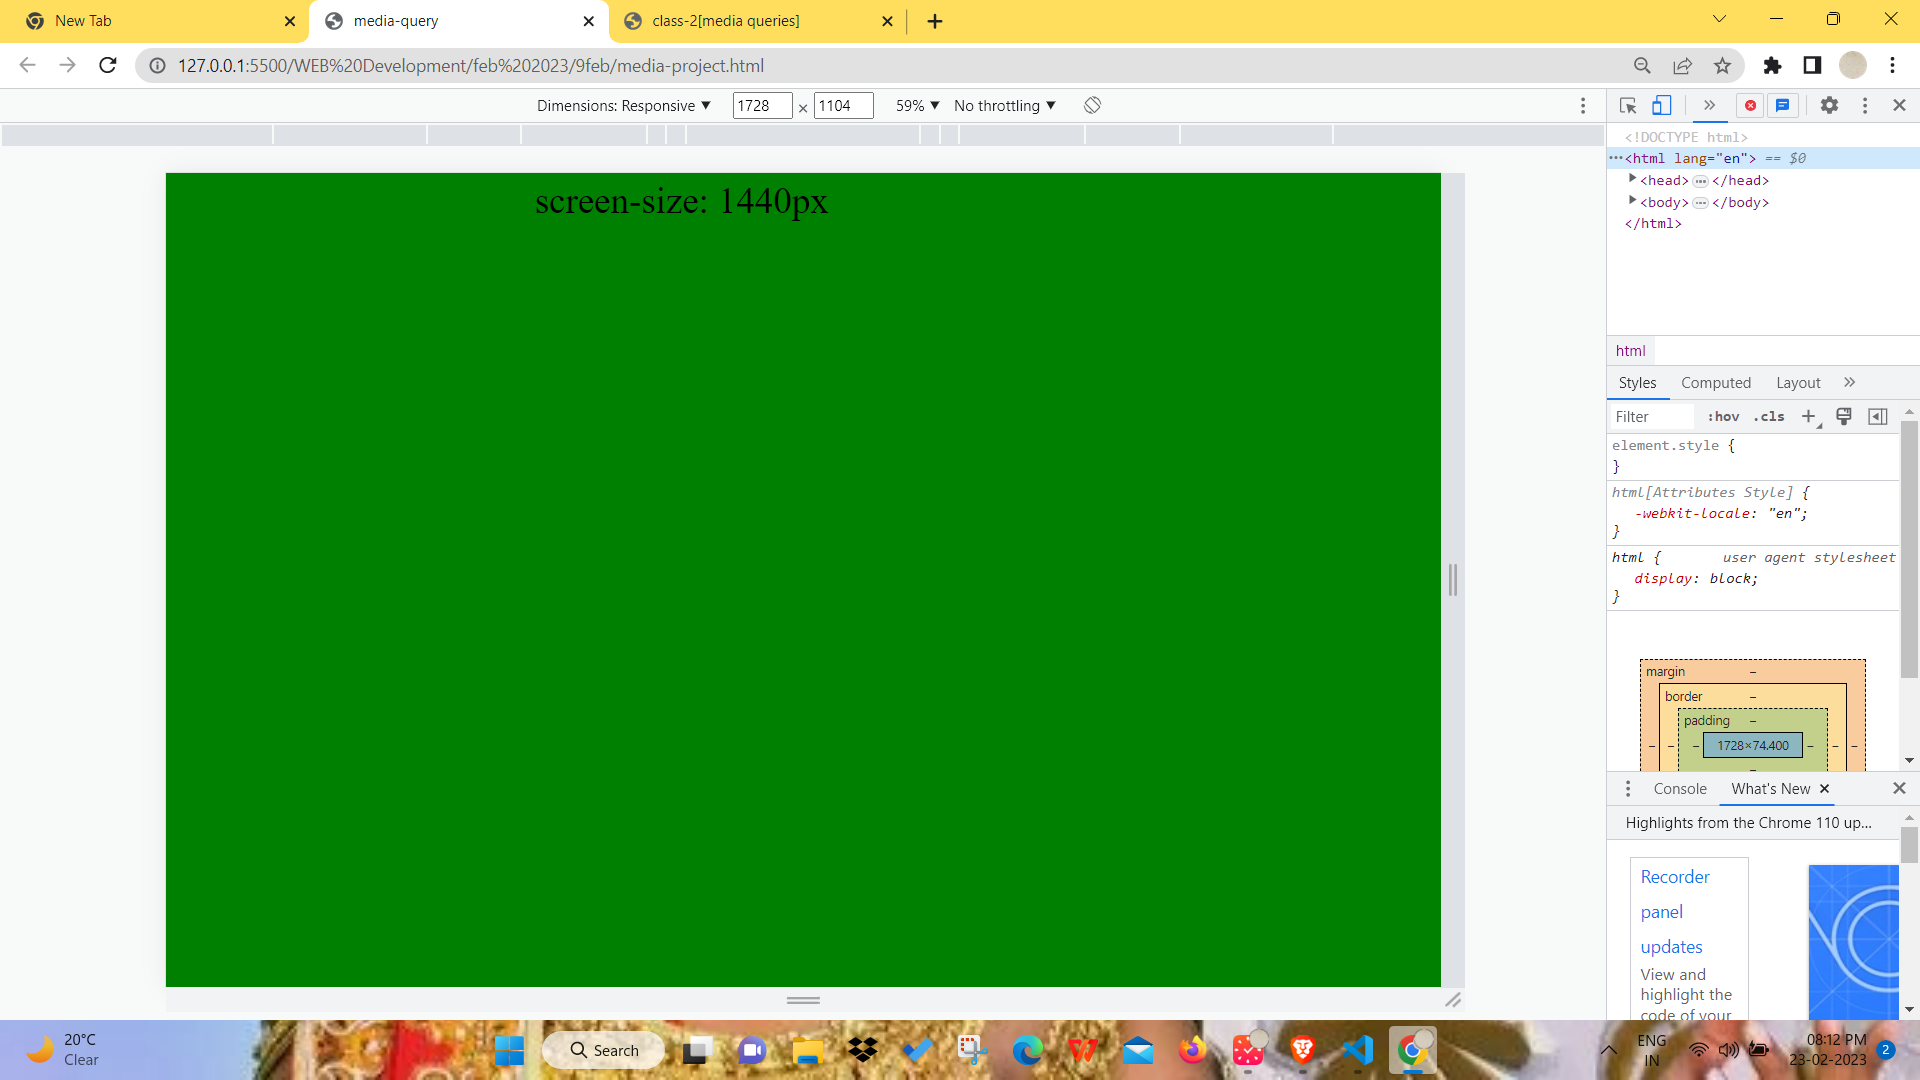 New Tab
media-query
class-2[media queries]
127.0.0.1:5500/WEB%20Development/feb%202023/9feb/media-project.html
Dimensions: Responsive ▼ 1728 × 1104 59% ▼ No throttling ▼
<!DOCTYPE html>
<html lang="en"> == $0
<head> ... </head>
<body> ... </body>
</html>
screen-size: 1440px
html
Styles Computed Layout
Filter :hov .cls
element.style {
}
html[Attributes Style] {
-webkit-locale: "en";
}
html { user agent stylesheet
display: block;
}
margin –
border –
padding –
– – – 1728×74.400 – – –
–
Console What's New
Highlights from the Chrome 110 up...
Recorder
panel
updates
View and
highlight the
code of your
20°C
Clear
Search
ENG
IN
08:12 PM
23-02-2023
2